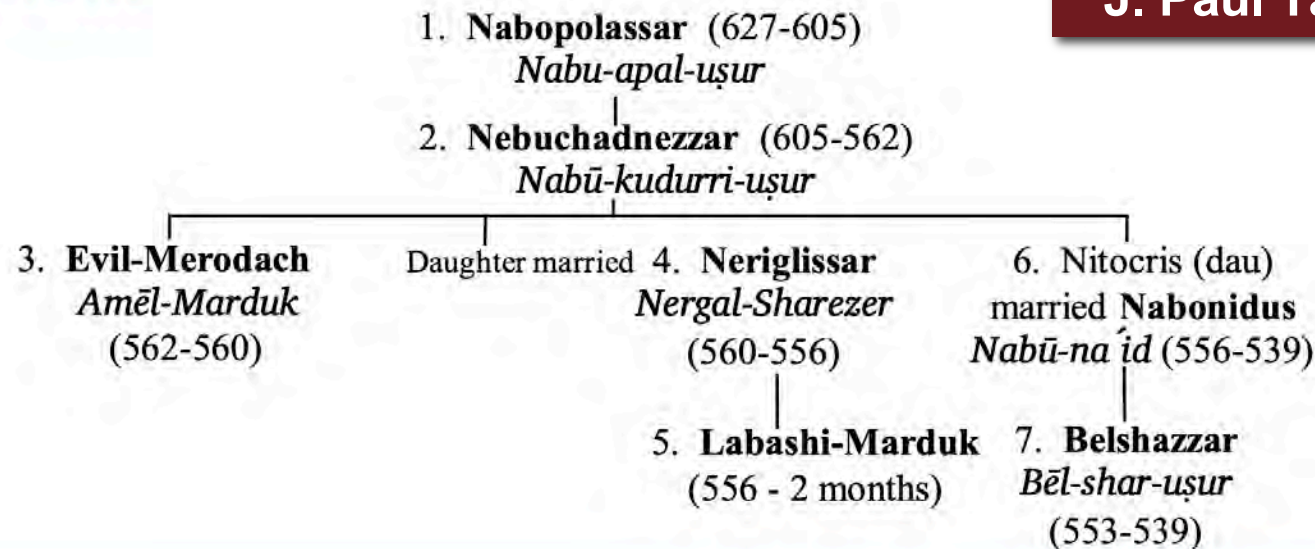 J. Paul
1. Nabopolassar (627-605)
Nabu-apal-uṣur
2. Nebuchadnezzar (605-562)
Nabū-kudurri-uṣur
3. Evil-Merodach
Amēl-Marduk
(562-560)
Daughter married 4. Neriglissar
Nergal-Sharezer
(560-556)
6. Nitocris (dau)
married Nabonidus
Nabū-na ́id (556-539)
5. Labashi-Marduk
(556 - 2 months)
7. Belshazzar
Bēl-shar-uṣur
(553-539)